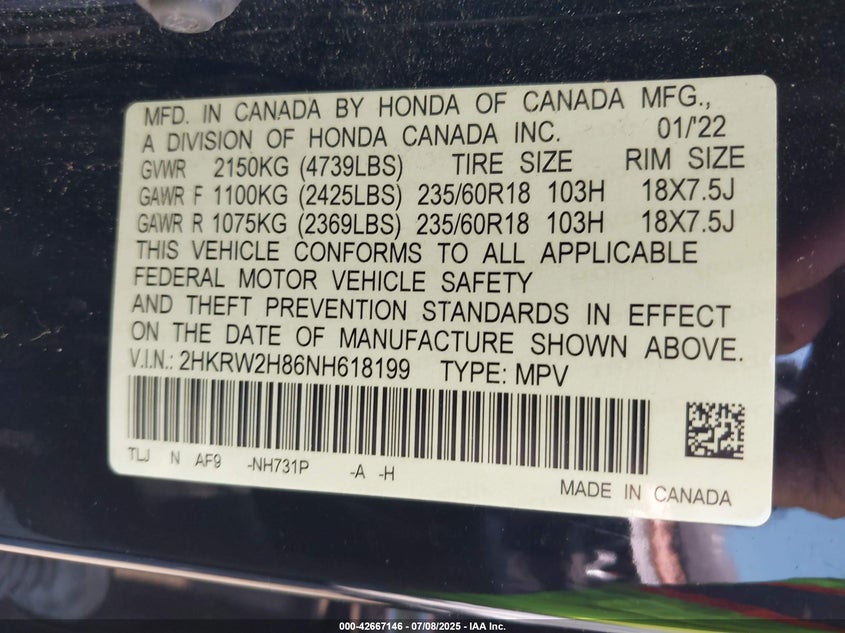 MFD. IN CANADA BY HONDA OF CANADA MFG.,
A DIVISION OF HONDA CANADA INC. 01/'22
GVWR 2150KG (4739LBS) TIRE SIZE RIM SIZE
GAWR F 1100KG (2425LBS) 235/60R18 103H 18X7.5J
GAWR R 1075KG (2369LBS) 235/60R18 103H 18X7.5J
THIS VEHICLE CONFORMS TO ALL APPLICABLE
FEDERAL MOTOR VEHICLE SAFETY
AND THEFT PREVENTION STANDARDS IN EFFECT
ON THE DATE OF MANUFACTURE SHOWN ABOVE.
V.I.N.: 2HKRW2H86NH618199 TYPE: MPV
TLJ N AF9 -NH731P -A -H
MADE IN CANADA
000-42667146 - 07/08/2025 - IAA Inc.